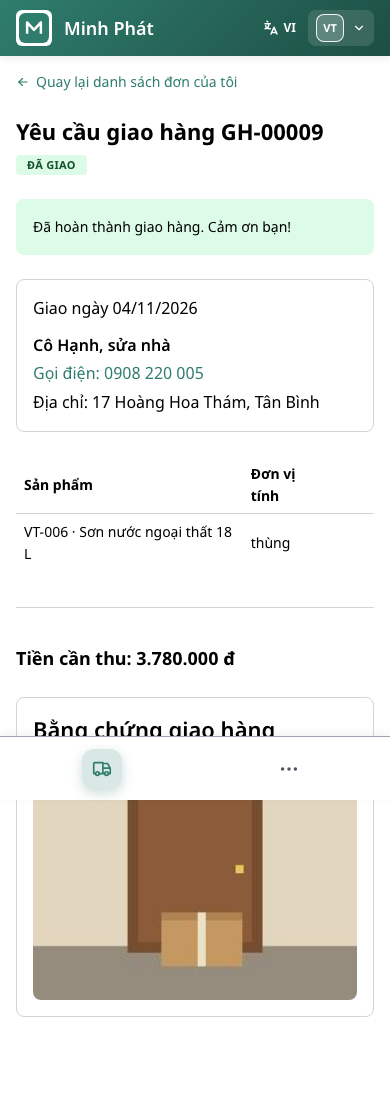 Minh Phát
VI
VT
Quay lại danh sách đơn của tôi
Yêu cầu giao hàng GH-00009
ĐÃ GIAO
Đã hoàn thành giao hàng. Cảm ơn bạn!
Giao ngày 04/11/2026
Cô Hạnh, sửa nhà
Gọi điện: 0908 220 005
Địa chỉ: 17 Hoàng Hoa Thám, Tân Bình
Sản phẩm
Đơn vị
tính
VT-006 · Sơn nước ngoại thất 18
L
thùng
Tiền cần thu: 3.780.000 đ
Bằng chứng giao hàng